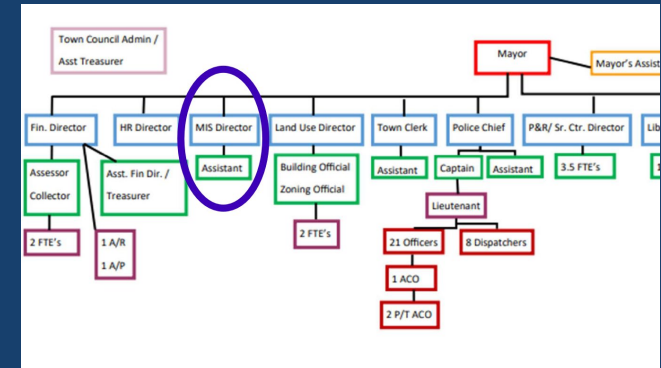 Town Council Admin /
Asst Treasurer
Mayor
Mayor's Assist
Fin. Director
HR Director
MIS Director
Land Use Director
Town Clerk
Police Chief
P&R/ Sr. Ctr. Director
Lib
Assessor
Collector
Asst. Fin Dir. /
Treasurer
Assistant
Building Official
Zoning Official
Assistant
Captain
Assistant
3.5 FTE's
1
Lieutenant
2 FTE's
1 A/R
1 A/P
2 FTE's
21 Officers
8 Dispatchers
1 ACO
2 P/T ACO